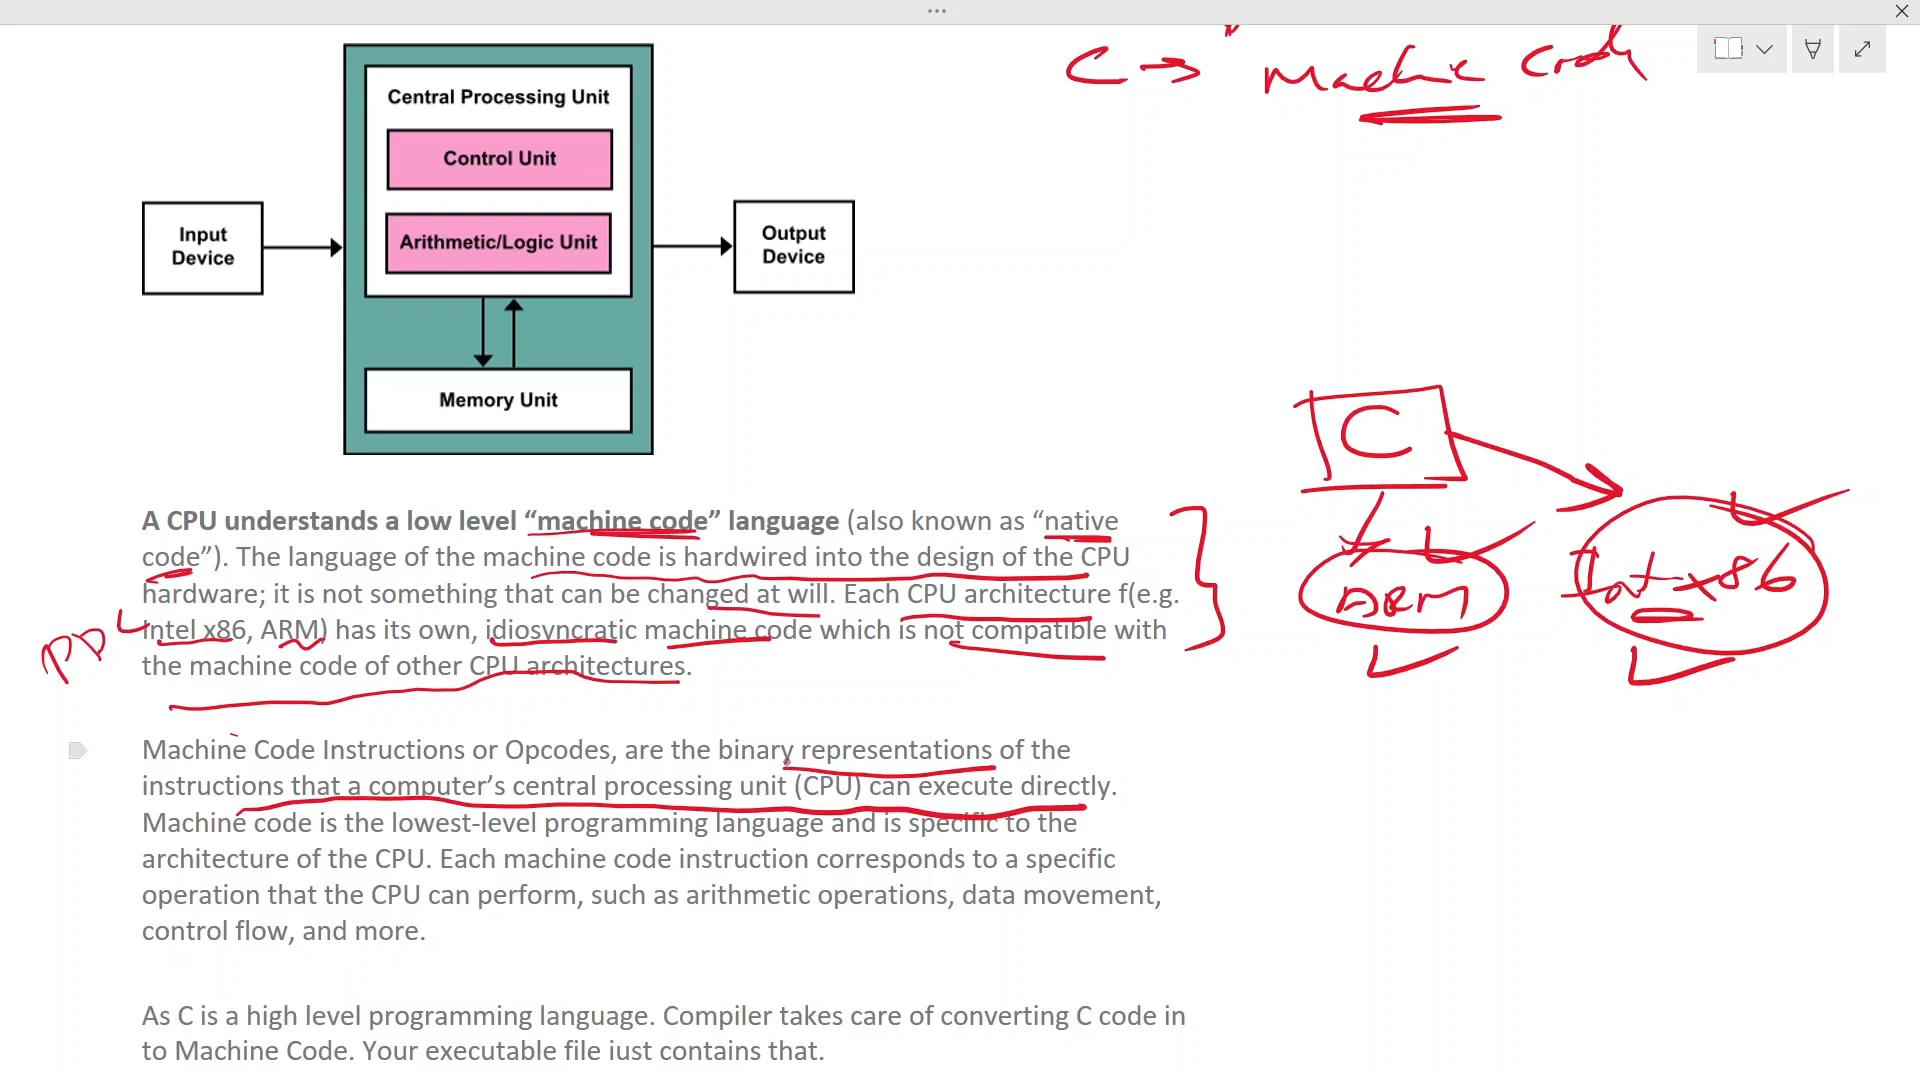 C → Machine Code
Central Processing Unit
Control Unit
Arithmetic/Logic Unit
Input
Device
Output
Device
Memory Unit
C
ARM
x86
A CPU understands a low level “machine code” language (also known as “native
code”). The language of the machine code is hardwired into the design of the CPU
hardware; it is not something that can be changed at will. Each CPU architecture f(e.g.
Intel x86, ARM) has its own, idiosyncratic machine code which is not compatible with
the machine code of other CPU architectures.
Machine Code Instructions or Opcodes, are the binary representations of the
instructions that a computer’s central processing unit (CPU) can execute directly.
Machine code is the lowest-level programming language and is specific to the
architecture of the CPU. Each machine code instruction corresponds to a specific
operation that the CPU can perform, such as arithmetic operations, data movement,
control flow, and more.
As C is a high level programming language. Compiler takes care of converting C code in
to Machine Code. Your executable file just contains that.